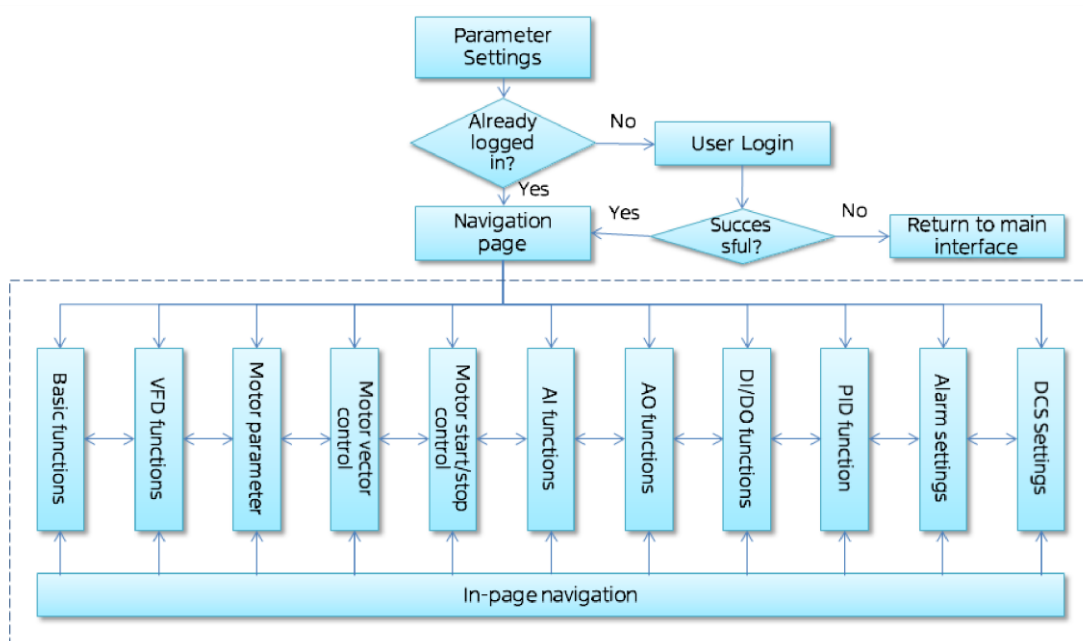 Parameter
Settings
Already
logged
in?
No
User Login
Yes
Navigation
page
Yes
Succes
sful?
No
Return to main
interface
Basic functions
VFD functions
Motor parameter
Motor vector
control
Motor start/stop
control
AI functions
AO functions
DI/DO functions
PID function
Alarm settings
DCS Settings
In-page navigation